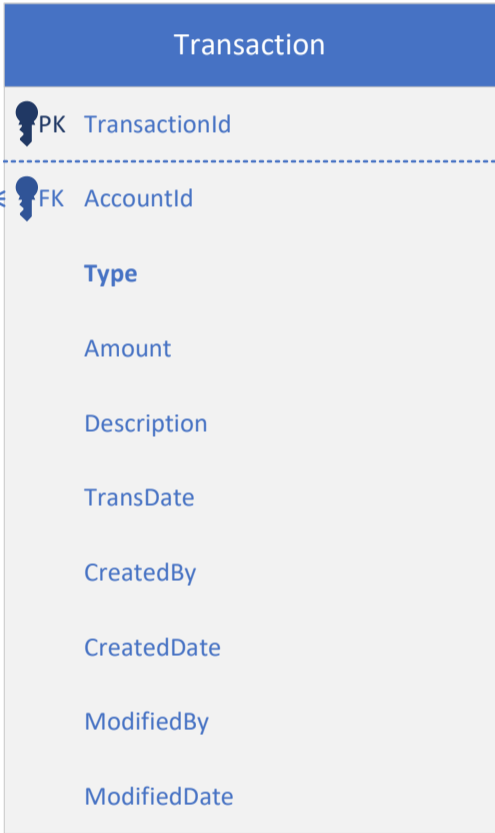 Transaction
PK TransactionId
FK AccountId
Type
Amount
Description
TransDate
CreatedBy
CreatedDate
ModifiedBy
ModifiedDate